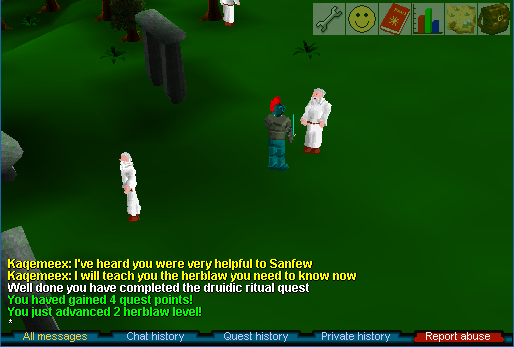 Kaqemeex: I've heard you were very helpful to Sanfew
Kaqemeex: I will teach you the herblaw you need to know now
Well done you have completed the druidic ritual quest
You haved gained 4 quest points!
You just advanced 2 herblaw level!
*
All messages Chat history Quest history Private history Report abuse